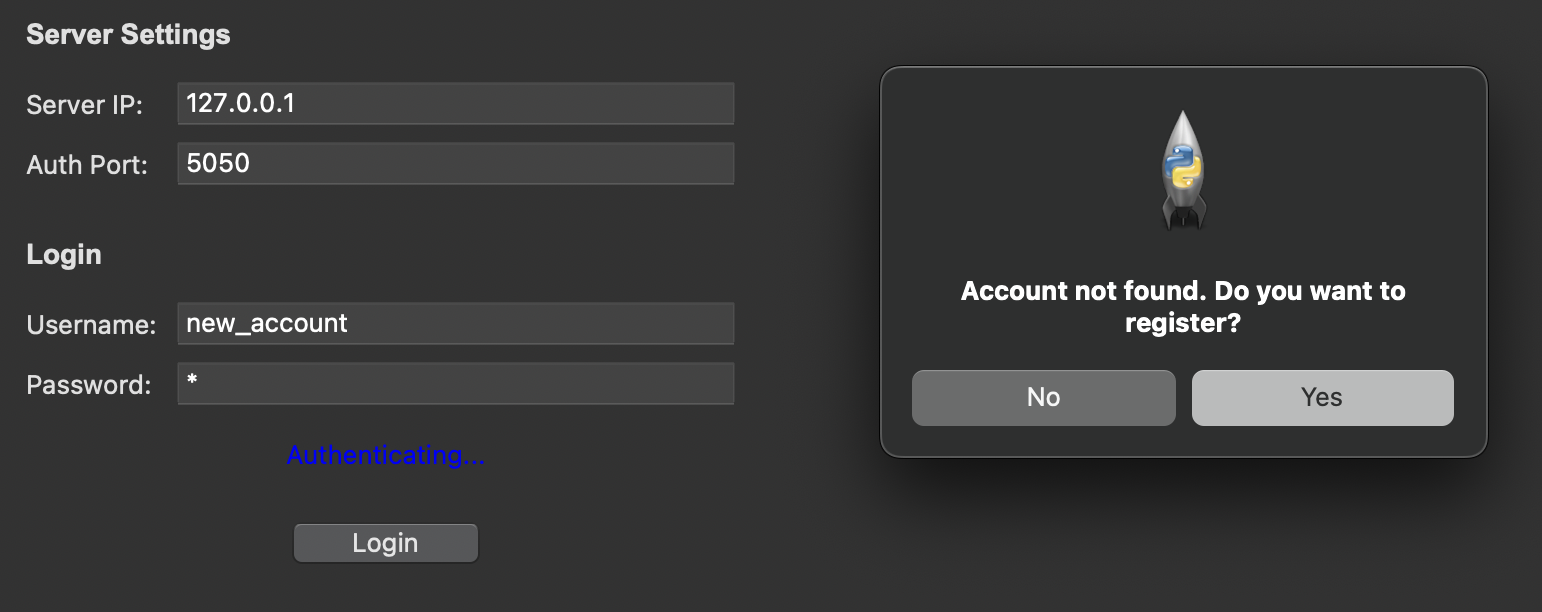 Server Settings
Server IP: 127.0.0.1
Auth Port: 5050
Login
Username: new_account
Password: *
Authenticating...
Login
Account not found. Do you want to
register?
No Yes